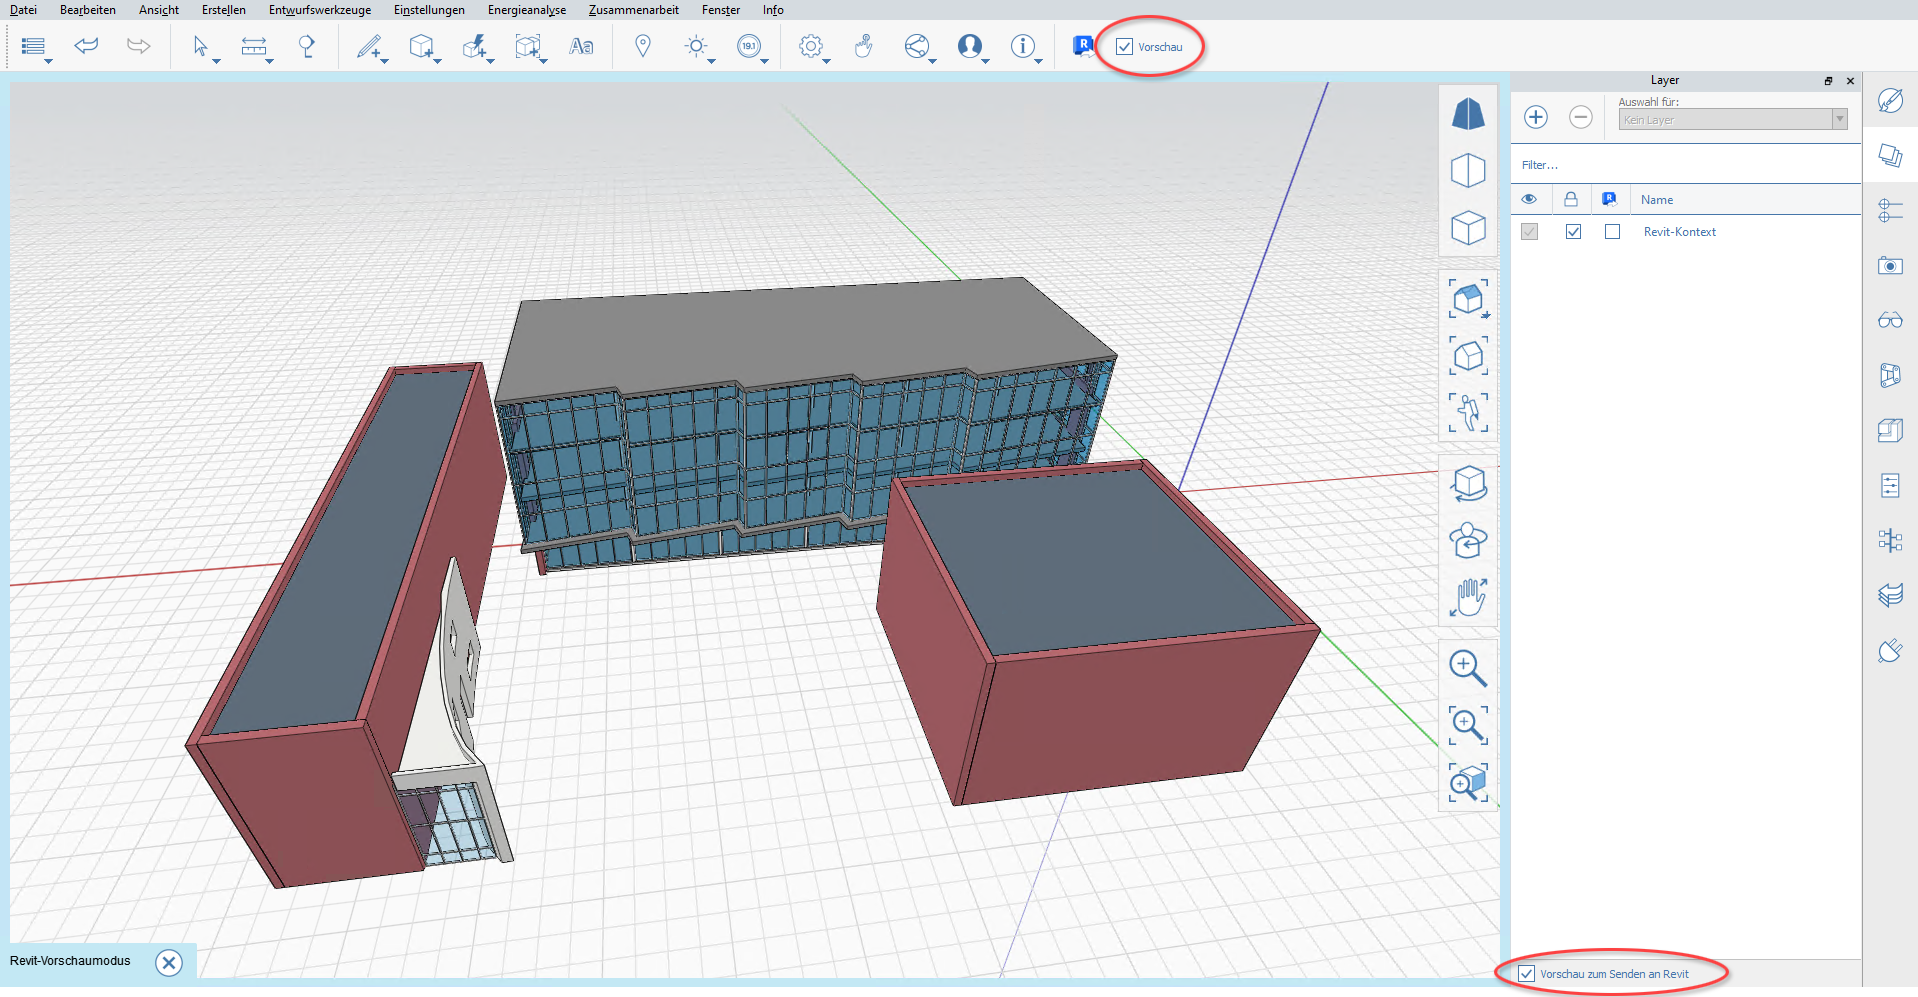 Datei Bearbeiten Ansicht Erstellen Entwurfswerkzeuge Einstellungen Energieanalyse Zusammenarbeit Fenster Info
Aa 19.1 R Vorschau
Layer
Auswahl für:
Kein Layer
Filter...
R Name
Revit-Kontext
Revit-Vorschaumodus
Vorschau zum Senden an Revit